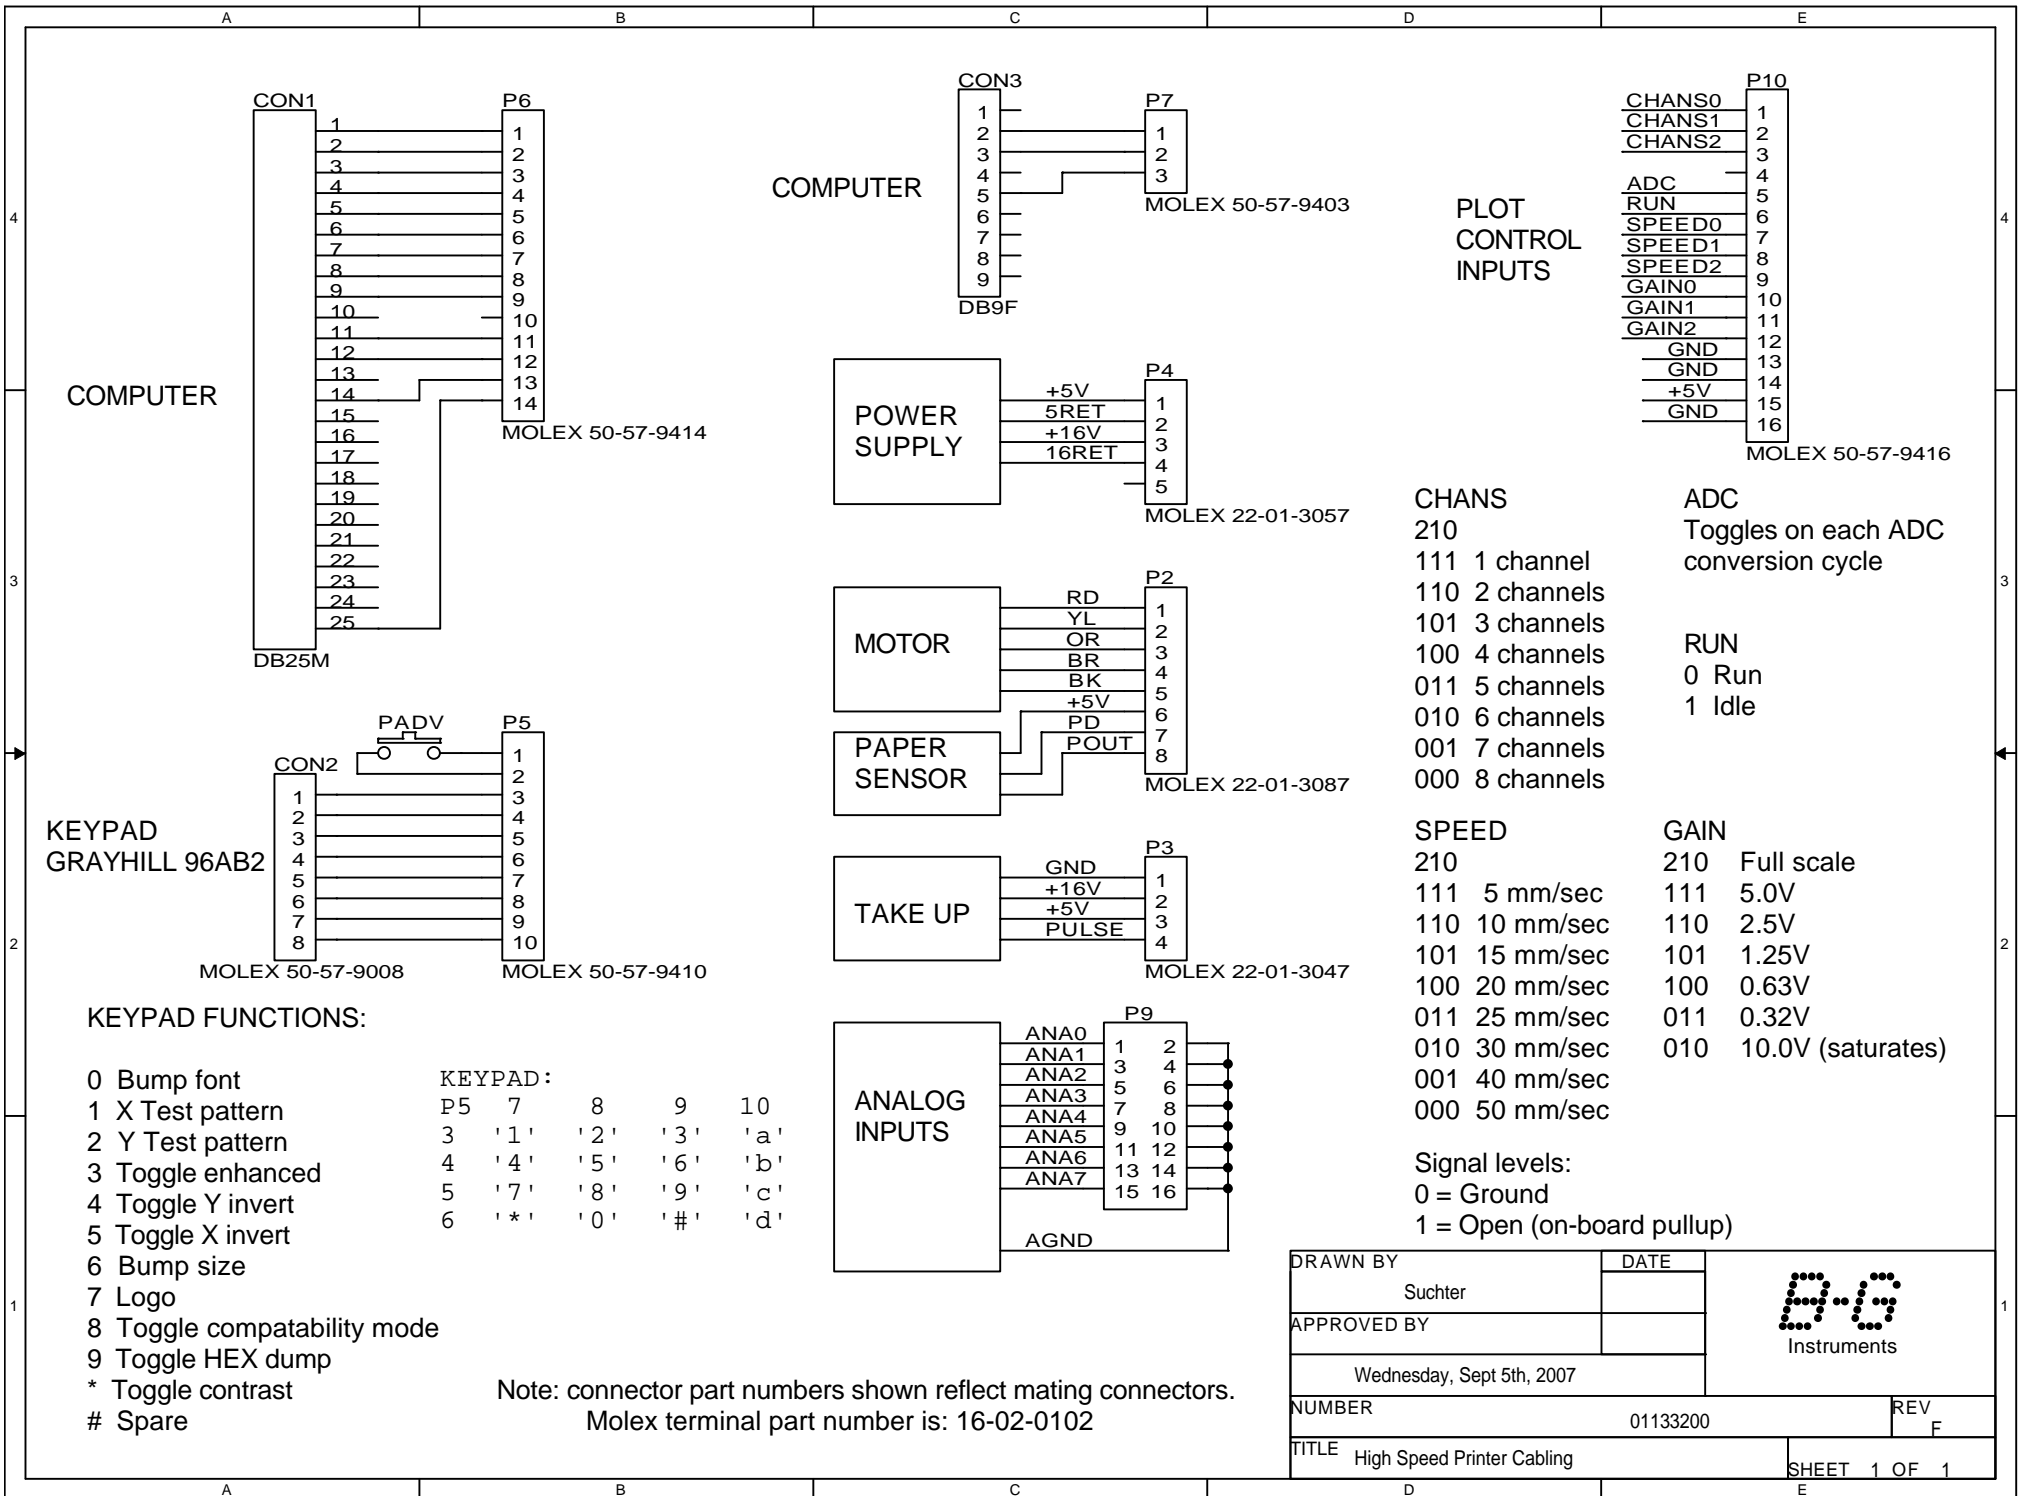 A B C D E
4 4
3 3
2 2
1 1
A B C D E
CON1
1
2
3
4
5
6
7
8
9
10
11
12
13
14
15
16
17
18
19
20
21
22
23
24
25
DB25M
COMPUTER
P6
1
2
3
4
5
6
7
8
9
10
11
12
13
14
MOLEX 50-57-9414
CON3
1
2
3
4
5
6
7
8
9
DB9F
COMPUTER
P7
1
2
3
MOLEX 50-57-9403
PLOT
CONTROL
INPUTS
P10
CHANS0 1
CHANS1 2
CHANS2 3
4
ADC 5
RUN 6
SPEED0 7
SPEED1 8
SPEED2 9
GAIN0 10
GAIN1 11
GAIN2 12
GND 13
GND 14
+5V 15
GND 16
MOLEX 50-57-9416
POWER
SUPPLY
P4
+5V 1
5RET 2
+16V 3
16RET 4
5
MOLEX 22-01-3057
MOTOR
PAPER
SENSOR
P2
RD 1
YL 2
OR 3
BR 4
BK 5
+5V 6
PD 7
POUT 8
MOLEX 22-01-3087
TAKE UP
P3
GND 1
+16V 2
+5V 3
PULSE 4
MOLEX 22-01-3047
ANALOG
INPUTS
P9
ANA0 1 2
ANA1 3 4
ANA2 5 6
ANA3 7 8
ANA4 9 10
ANA5 11 12
ANA6 13 14
ANA7 15 16
AGND
KEYPAD
GRAYHILL 96AB2
PADV
CON2
1
2
3
4
5
6
7
8
MOLEX 50-57-9008
P5
1
2
3
4
5
6
7
8
9
10
MOLEX 50-57-9410
KEYPAD FUNCTIONS:
0 Bump font
1 X Test pattern
2 Y Test pattern
3 Toggle enhanced
4 Toggle Y invert
5 Toggle X invert
6 Bump size
7 Logo
8 Toggle compatability mode
9 Toggle HEX dump
* Toggle contrast
# Spare
KEYPAD:
P5 7 8 9 10
3 '1' '2' '3' 'a'
4 '4' '5' '6' 'b'
5 '7' '8' '9' 'c'
6 '*' '0' '#' 'd'
Note: connector part numbers shown reflect mating connectors.
Molex terminal part number is: 16-02-0102
CHANS
210
111 1 channel
110 2 channels
101 3 channels
100 4 channels
011 5 channels
010 6 channels
001 7 channels
000 8 channels
ADC
Toggles on each ADC
conversion cycle
RUN
0 Run
1 Idle
SPEED
210
111 5 mm/sec
110 10 mm/sec
101 15 mm/sec
100 20 mm/sec
011 25 mm/sec
010 30 mm/sec
001 40 mm/sec
000 50 mm/sec
GAIN
210 Full scale
111 5.0V
110 2.5V
101 1.25V
100 0.63V
011 0.32V
010 10.0V (saturates)
Signal levels:
0 = Ground
1 = Open (on-board pullup)
DRAWN BY DATE
Suchter
APPROVED BY
Wednesday, Sept 5th, 2007
B-G
Instruments
NUMBER 01133200 REV F
TITLE High Speed Printer Cabling
SHEET 1 OF 1